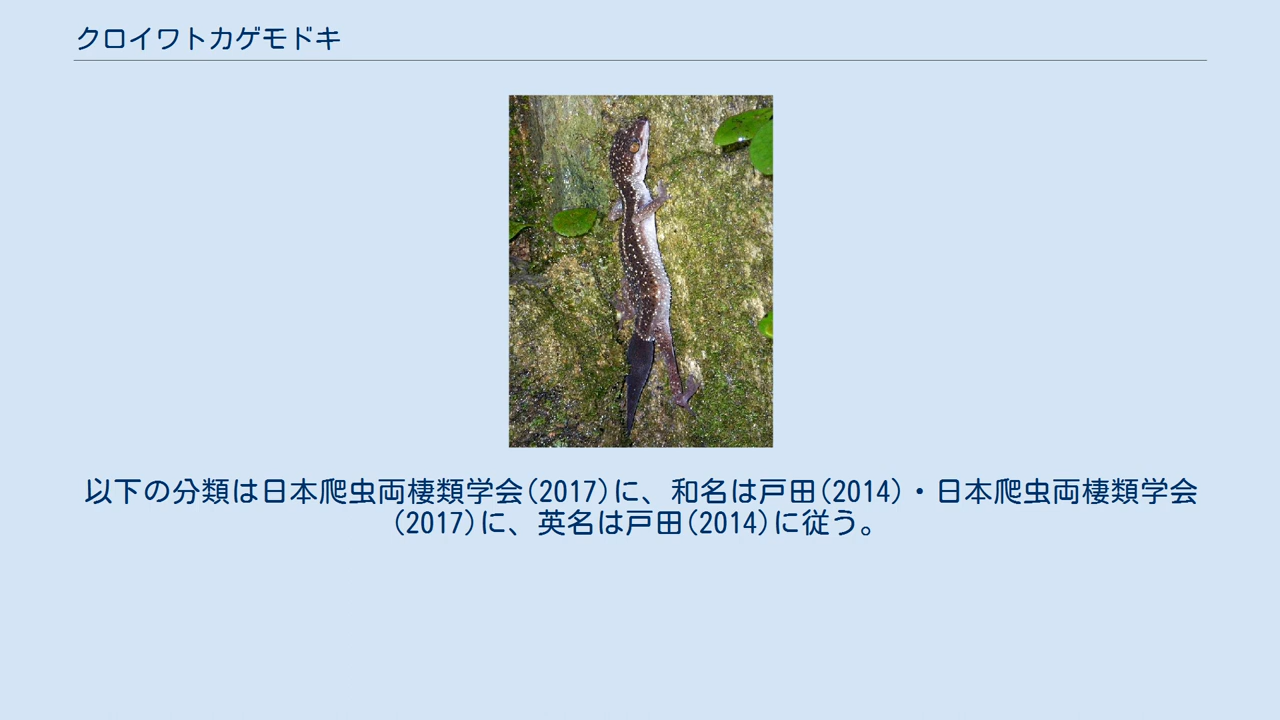 クロイワトカゲモドキ
以下の分類は日本爬虫両棲類学会(2017)に、和名は戸田(2014)・日本爬虫両棲類学会
(2017)に、英名は戸田(2014)に従う。